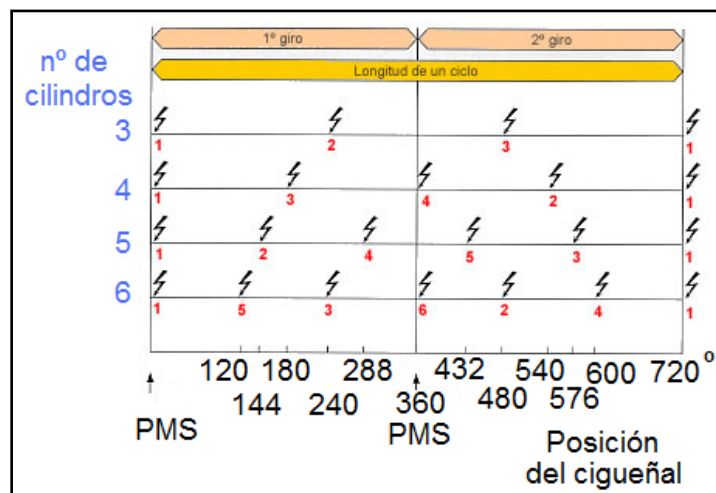 1º giro
2º giro
Longitud de un ciclo
nº de
cilindros
3
1
2
3
1
4
1
3
4
2
1
5
1
2
4
5
3
1
6
1
5
3
6
2
4
1
120 180 288 432 540 600 720º
144 240 360 480 576
PMS
PMS
Posición
del cigueñal